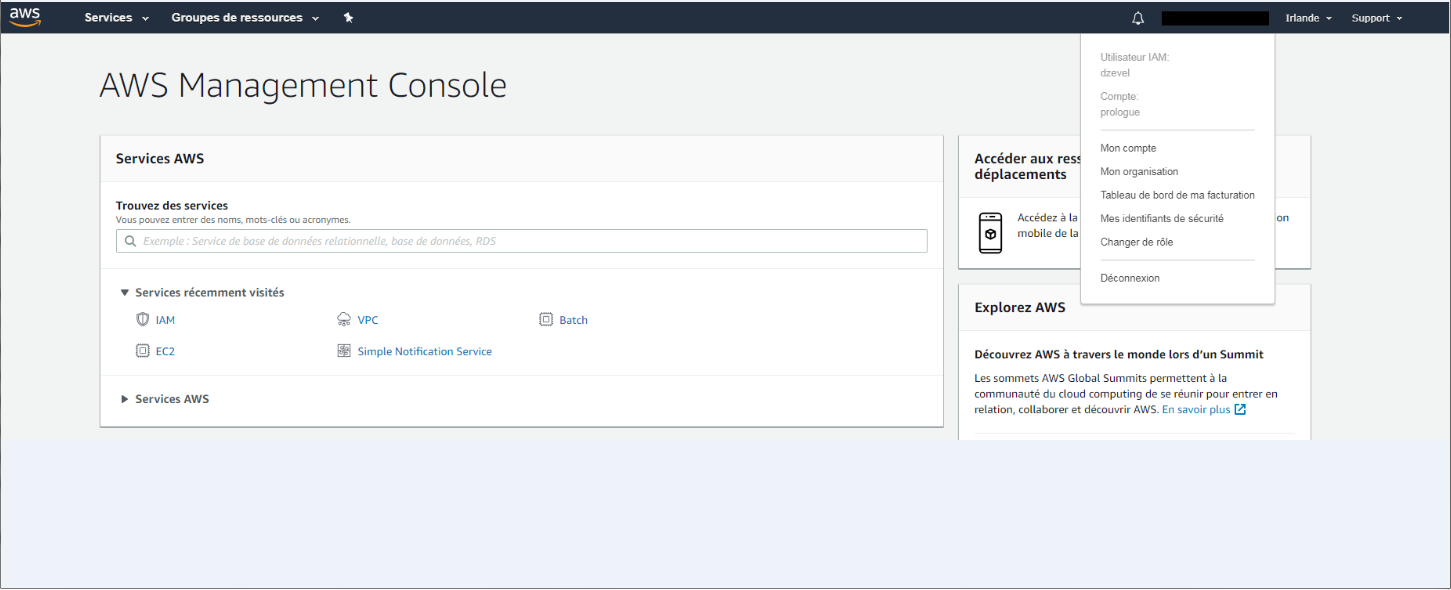 aws
Services
Groupes de ressources
Irlande
Support
Utilisateur IAM:
dzevel
Compte:
prologue
Mon compte
Mon organisation
Tableau de bord de ma facturation
Mes identifiants de sécurité
Changer de rôle
Déconnexion
AWS Management Console
Services AWS
Trouvez des services
Vous pouvez entrer des noms, mots-clés ou acronymes.
Exemple : Service de base de données relationnelle, base de données, RDS
Services récemment visités
IAM
VPC
Batch
EC2
Simple Notification Service
Services AWS
Accéder aux ress
déplacements
Accédez à la
on
mobile de la
Explorez AWS
Découvrez AWS à travers le monde lors d'un Summit
Les sommets AWS Global Summits permettent à la
communauté du cloud computing de se réunir pour entrer en
relation, collaborer et découvrir AWS. En savoir plus